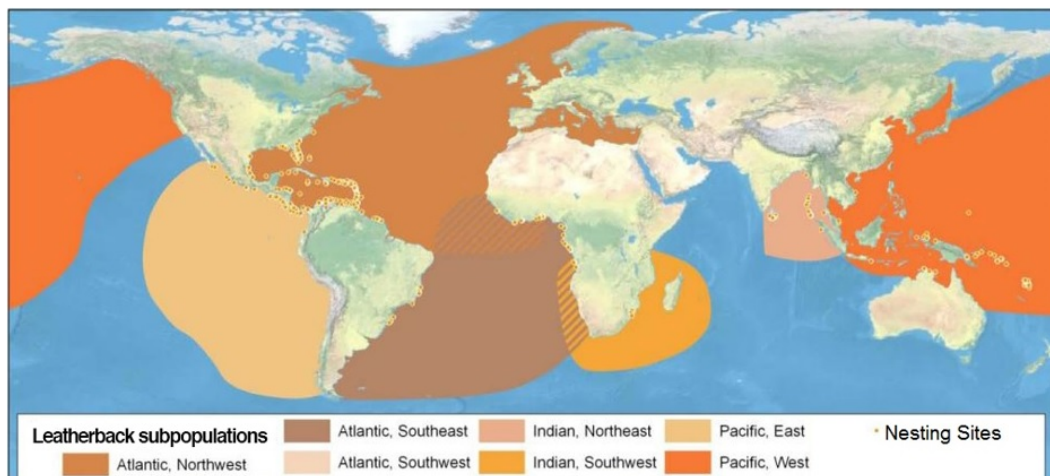 Leatherback subpopulations
Atlantic, Northwest
Atlantic, Southeast
Atlantic, Southwest
Indian, Northeast
Indian, Southwest
Pacific, East
Pacific, West
Nesting Sites